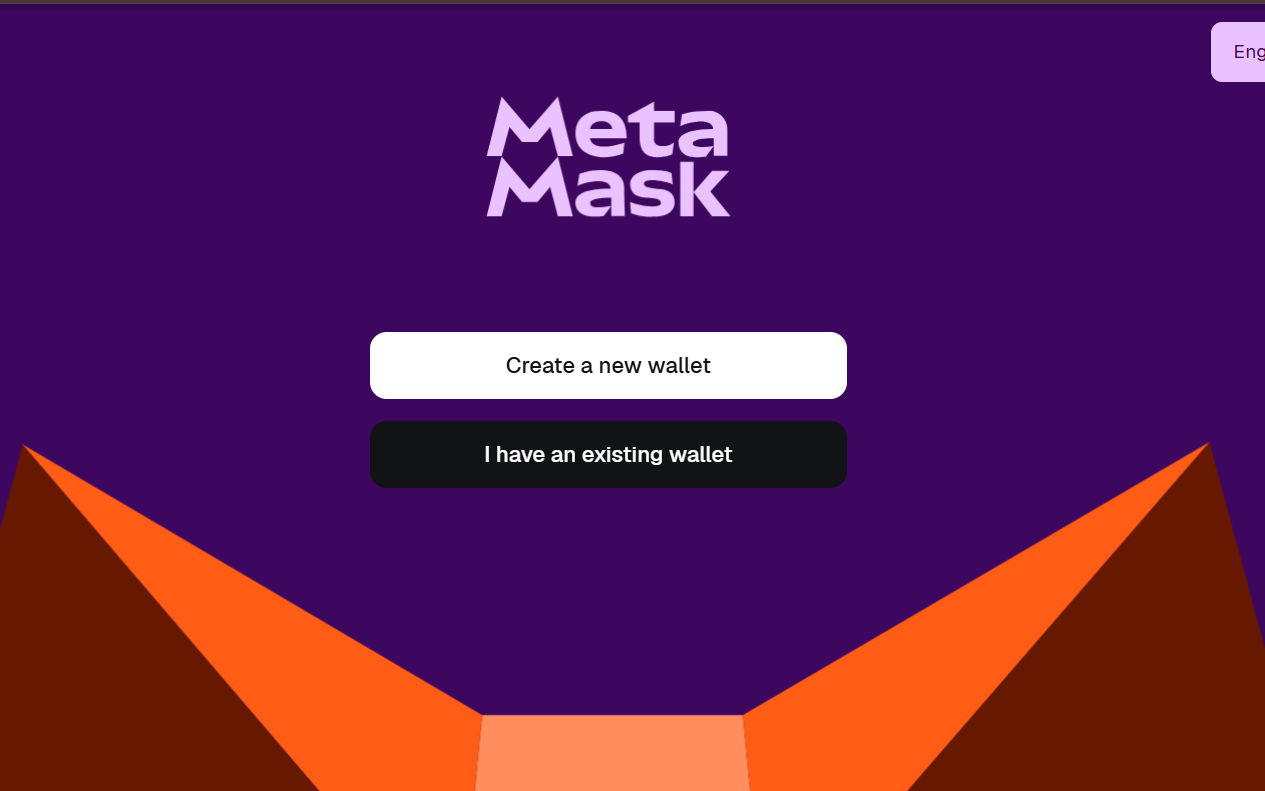 Meta
Mask
Create a new wallet
I have an existing wallet